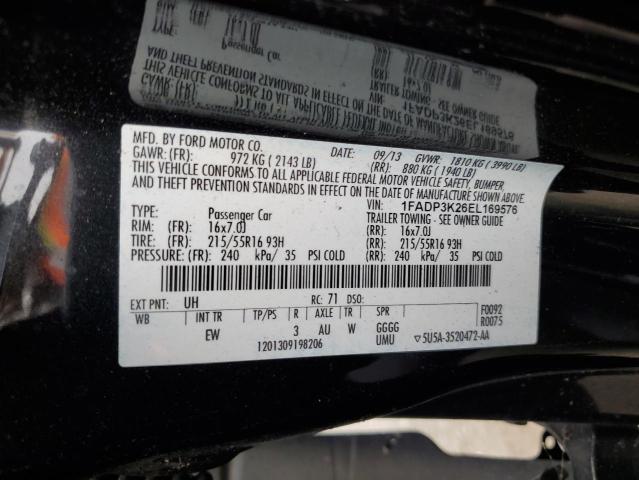 MFD. BY FORD MOTOR CO.
DATE: 09/13 GVWR: 1810 KG ( 3990 LB)
GAWR: (FR): 972 KG ( 2143 LB) (RR): 880 KG ( 1940 LB)
THIS VEHICLE CONFORMS TO ALL APPLICABLE FEDERAL MOTOR VEHICLE SAFETY, BUMPER,
AND THEFT PREVENTION STANDARDS IN EFFECT ON THE DATE OF MANUFACTURE SHOWN ABOVE.
VIN: 1FADP3K26EL169576
TYPE: Passenger Car TRAILER TOWING - SEE OWNER GUIDE
RIM: (FR): 16x7.0J (RR): 16x7.0J
TIRE: (FR): 215/55R16 93H (RR): 215/55R16 93H
PRESSURE: (FR) 240 kPa/ 35 PSI COLD (RR): 240 kPa/ 35 PSI COLD
EXT PNT: UH RC: 71 DSO: F0092
WB INT TR TP/PS R AXLE TR SPR R0075
EW 3 AU W GGGG
1201309198206 UMU 5U5A-3520472-AA